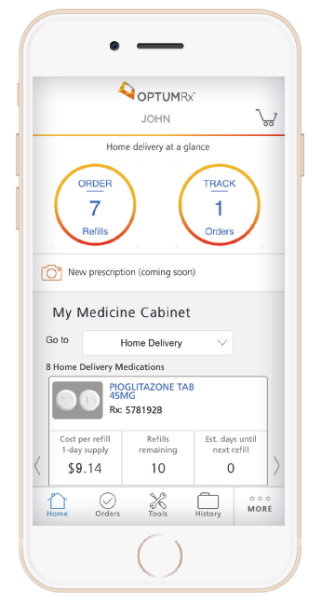 OPTUMRx®
JOHN
Home delivery at a glance
ORDER
7
Refills
TRACK
1
Orders
New prescription (coming soon)
My Medicine Cabinet
Go to
Home Delivery
8 Home Delivery Medications
PIOGLITAZONE TAB
45MG
Rx: 5781928
Cost per refill
1-day supply
$9.14
Refills
remaining
10
Est. days until
next refill
0
Home
Orders
Tools
History
MORE